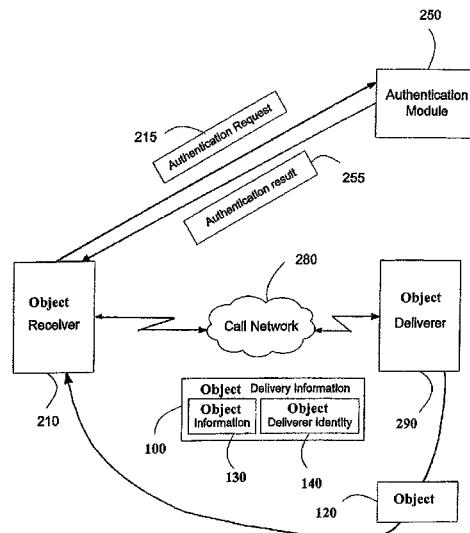 250
Authentication
Module
215
Authentication Request
Authentication result
255
280
Object
Receiver
Call Network
Object
Deliverer
210
290
Object Delivery Information
Object
Information
Object
Deliverer Identity
100
130
140
120
Object